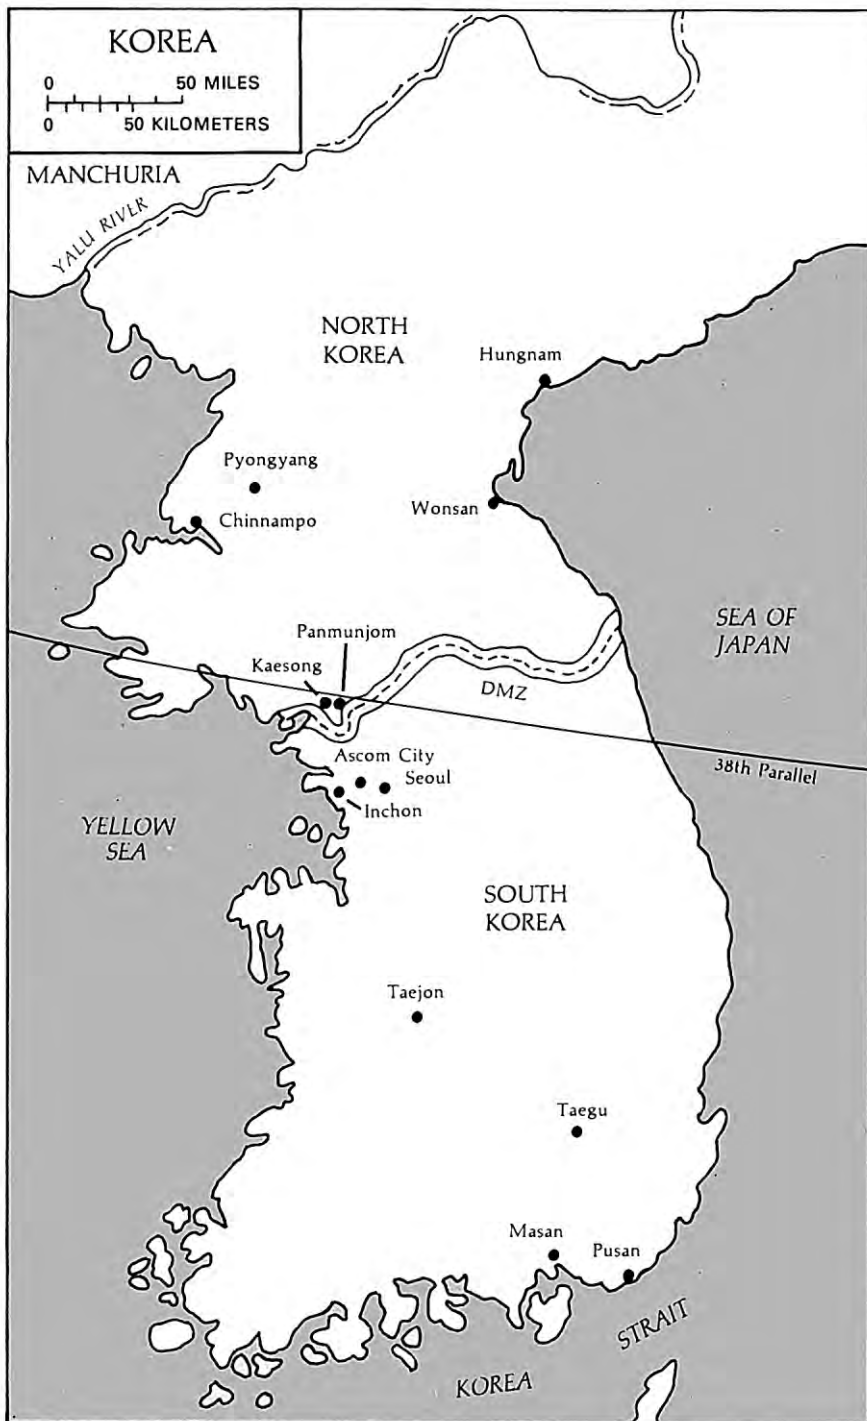 KOREA
0 50 MILES
0 50 KILOMETERS
MANCHURIA
YALU RIVER
NORTH
KOREA
Hungnam
Pyongyang
Chinnampo
Wonsan
SEA OF
JAPAN
Panmunjom
Kaesong
DMZ
38th Parallel
Ascom City
Seoul
Inchon
YELLOW
SEA
SOUTH
KOREA
Taejon
Taegu
Masan
Pusan
KOREA STRAIT